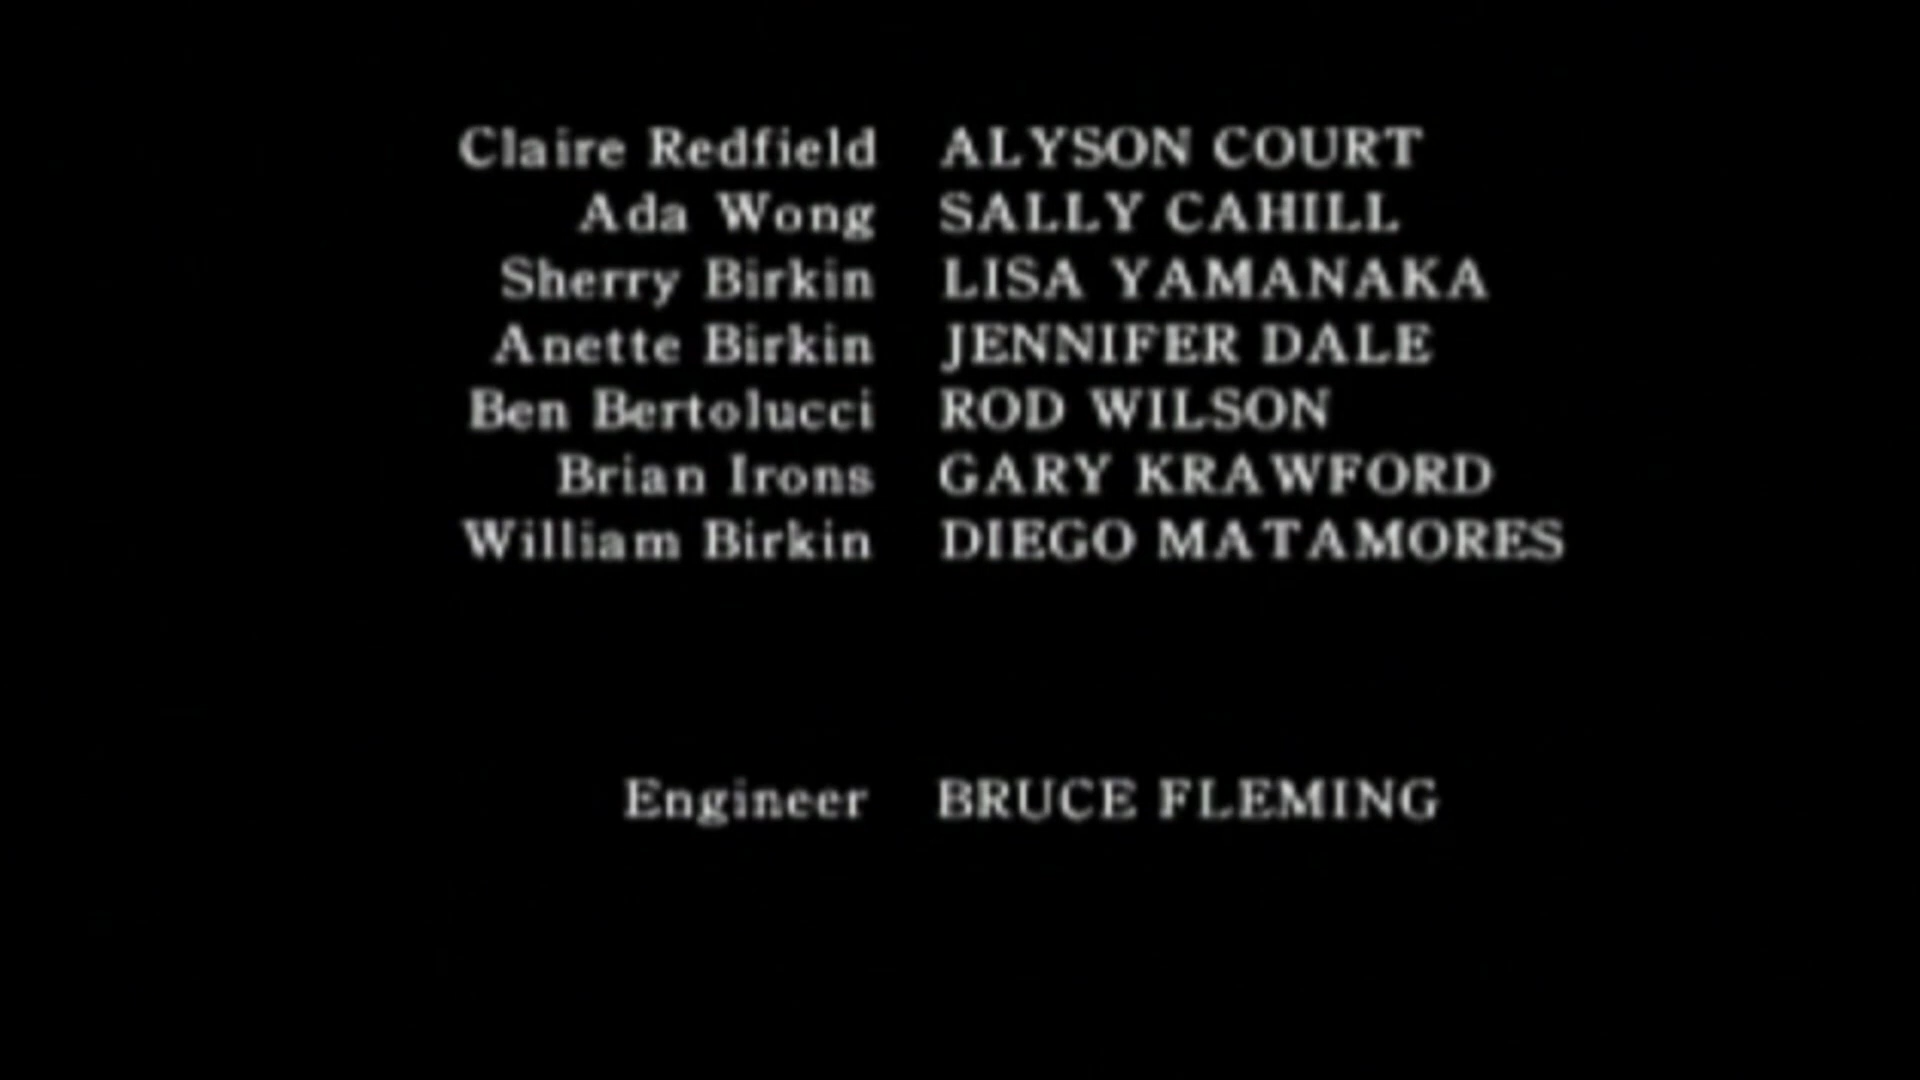 Claire Redfield ALYSON COURT
Ada Wong SALLY CAHILL
Sherry Birkin LISA YAMANAKA
Anette Birkin JENNIFER DALE
Ben Bertolucci ROD WILSON
Brian Irons GARY KRAWFORD
William Birkin DIEGO MATAMORES
Engineer BRUCE FLEMING